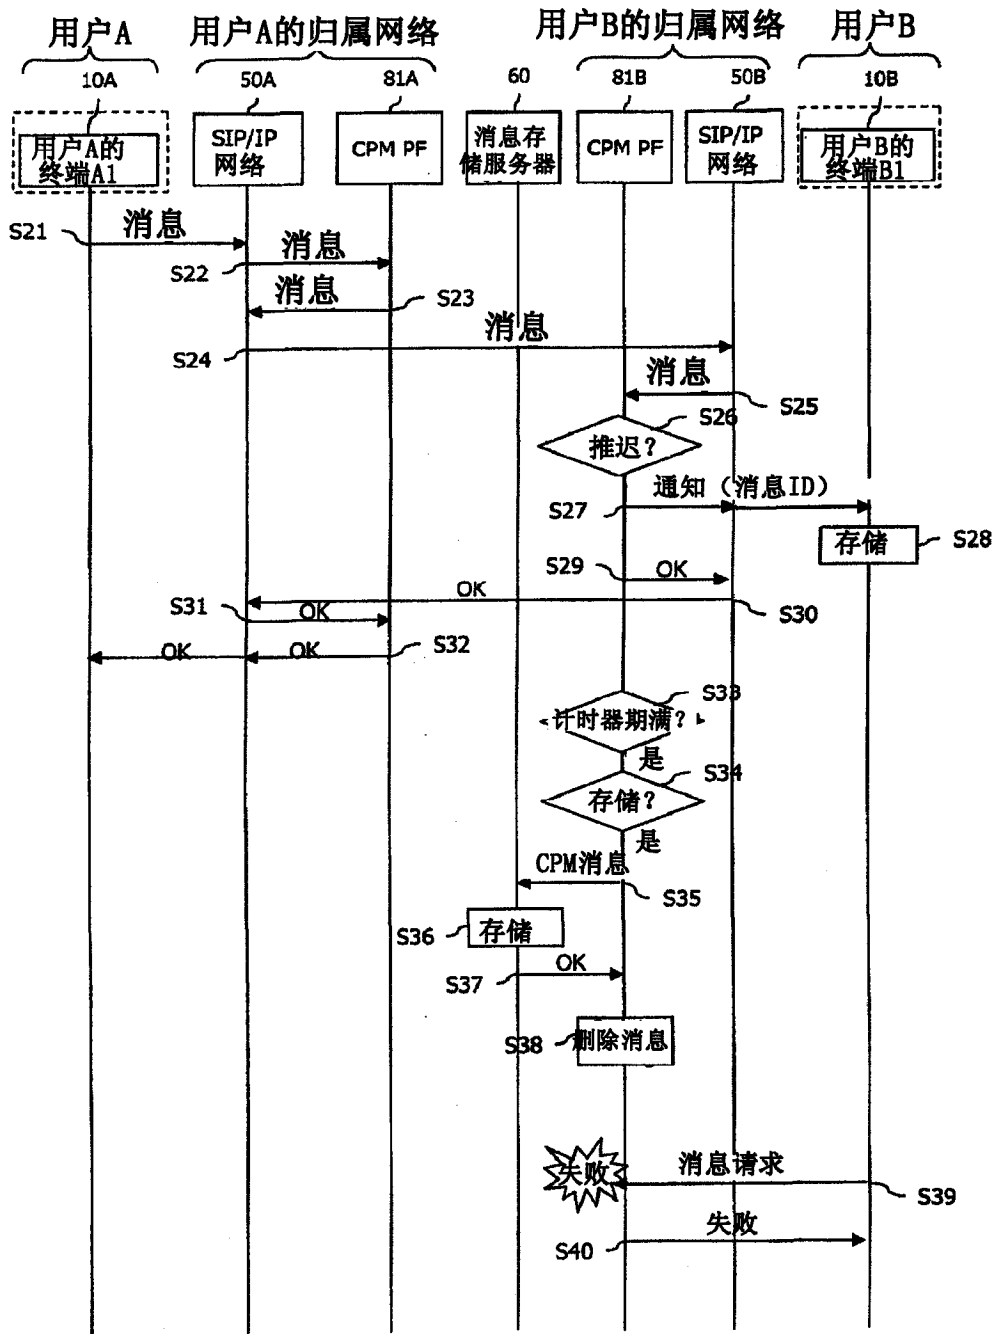 用户A
用户A的归属网络
用户B的归属网络
用户B
10A
50A
81A
60
81B
50B
10B
用户A的
终端A1
SIP/IP
网络
CPM PF
消息存
储服务器
CPM PF
SIP/IP
网络
用户B的
终端B1
S21
消息
S22
消息
消息
S23
S24
消息
消息
S25
S26
推迟？
S27
通知（消息ID）
存储
S28
S29
OK
OK
S30
S31
OK
OK
OK
S32
S33
计时器期满？
是
S34
存储？
是
CPM消息
S35
S36
存储
S37
OK
S38
删除消息
失败
消息请求
S39
失败
S40